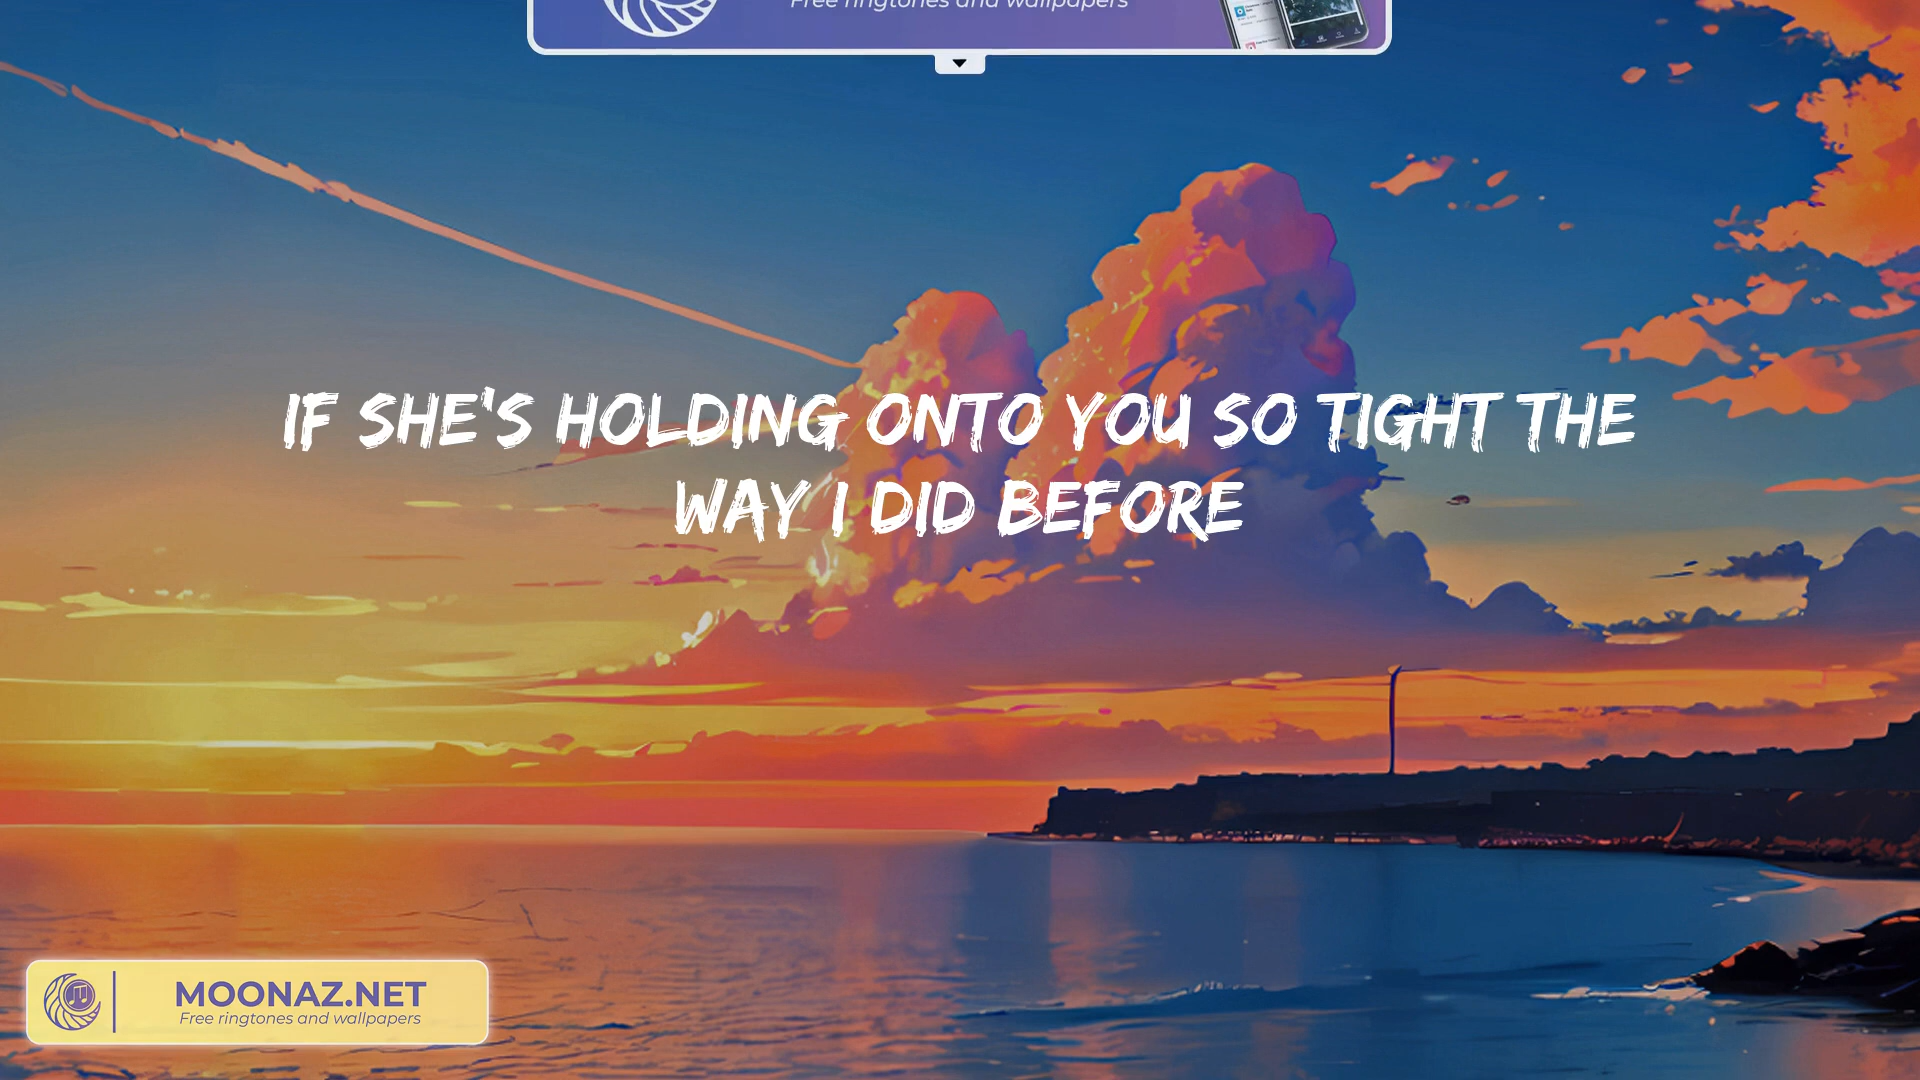 Free ringtones and wallpapers
IF SHE'S HOLDING ONTO YOU SO TIGHT THE
WAY I DID BEFORE
MOONAZ.NET
Free ringtones and wallpapers